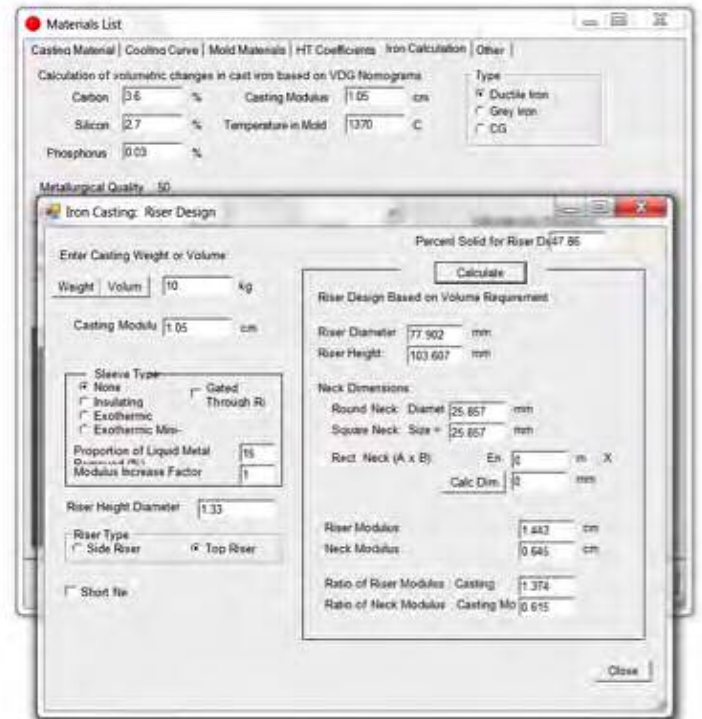 Materials List
Casting Material | Cooling Curve | Mold Materials | HT Coefficients | Iron Calculation | Other |
Calculation of volumetric changes in cast iron based on VDG Nomograms
Type
Carbon 3.6 % Casting Modulus 1.05 cm
Ductile Iron
Silicon 2.7 % Temperature in Mold 1370 C
Grey Iron
CG
Phosphorus 0.03 %
Metallurgical Quality 50
Iron Casting: Riser Design
Percent Solid for Riser De 47.86
Enter Casting Weight or Volume
Calculate
Weight Volum 10 kg
Riser Design Based on Volume Requirement
Casting Modulu 1.05 cm
Riser Diameter 77.902 mm
Riser Height: 103.607 mm
Sleeve Type
None
Gated Through Ri
Insulating
Exothermic
Exothermic Mini-
Neck Dimensions
Round Neck: Diamet 25.857 mm
Square Neck: Size = 25.857 mm
Proportion of Liquid Metal
15
Modulus Increase Factor 1
Rect. Neck (A x B): En 0 m X
Calc Dim. 0 mm
Riser Height Diameter 1.33
Riser Type
Side Riser Top Riser
Riser Modulus 1.442 cm
Neck Modulus 0.646 cm
Short Ne
Ratio of Riser Modulus Casting 1.374
Ratio of Neck Modulus Casting Mo 0.615
Close